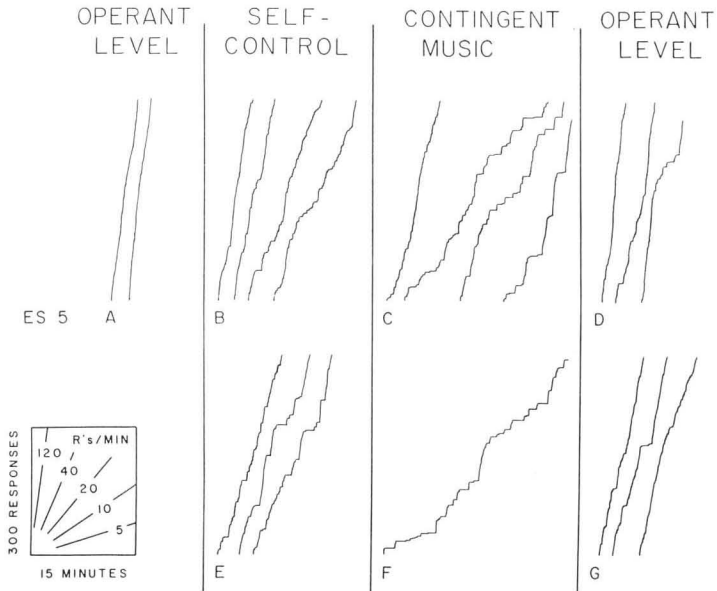 OPERANT LEVEL
SELF-CONTROL
CONTINGENT MUSIC
OPERANT LEVEL
ES 5 A
B
C
D
300 RESPONSES
R's/MIN
120
40
20
10
5
15 MINUTES
E
F
G